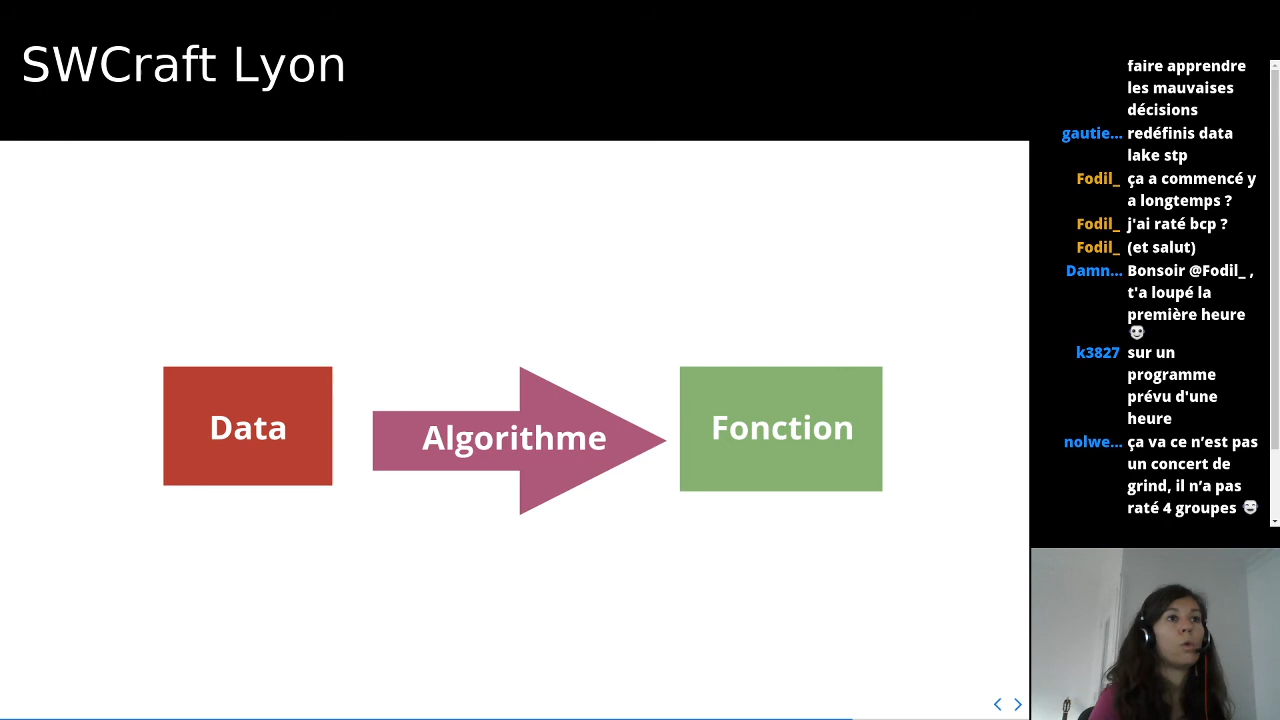 SWCraft Lyon
Data
Algorithme
Fonction
faire apprendre
les mauvaises
décisions
gautie... redéfinis data
lake stp
Fodil_ ça a commencé y
a longtemps ?
Fodil_ j'ai raté bcp ?
Fodil_ (et salut)
Damn... Bonsoir @Fodil_ ,
t'a loupé la
première heure
k3827 sur un
programme
prévu d'une
heure
nolwe... ça va ce n’est pas
un concert de
grind, il n’a pas
raté 4 groupes